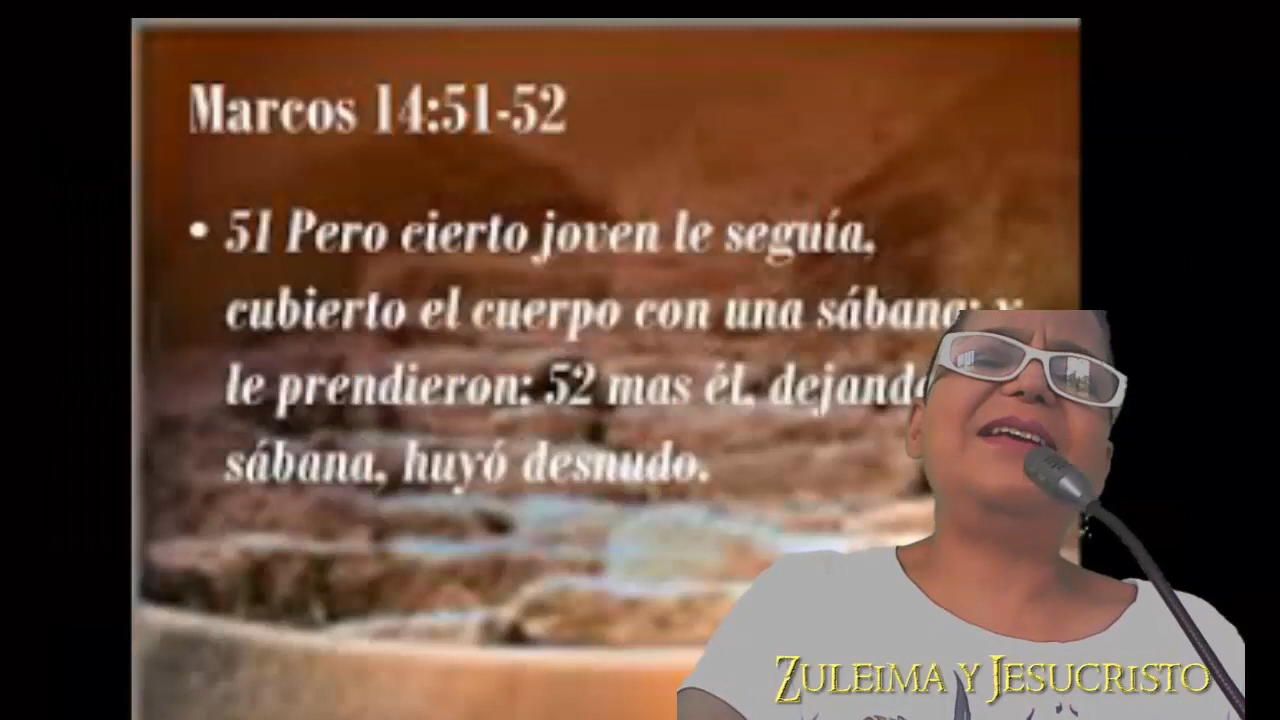 Marcos 14:51-52
• 51 Pero cierto joven le seguía,
cubierto el cuerpo con una sábana; y
le prendieron; 52 mas él, dejando
sábana, huyó desnudo.
ZULEIMA Y JESUCRISTO